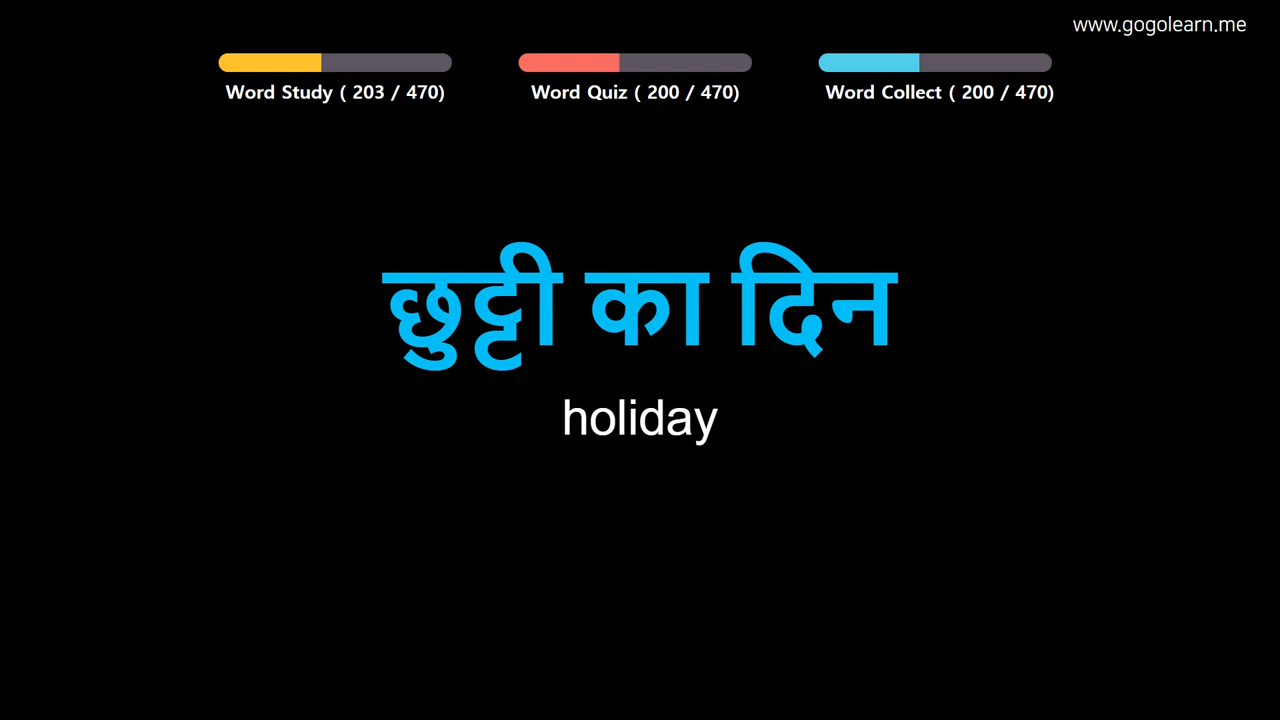 www.gogolearn.me
Word Study ( 203 / 470)
Word Quiz ( 200 / 470)
Word Collect ( 200 / 470)
छुट्टी का दिन
holiday